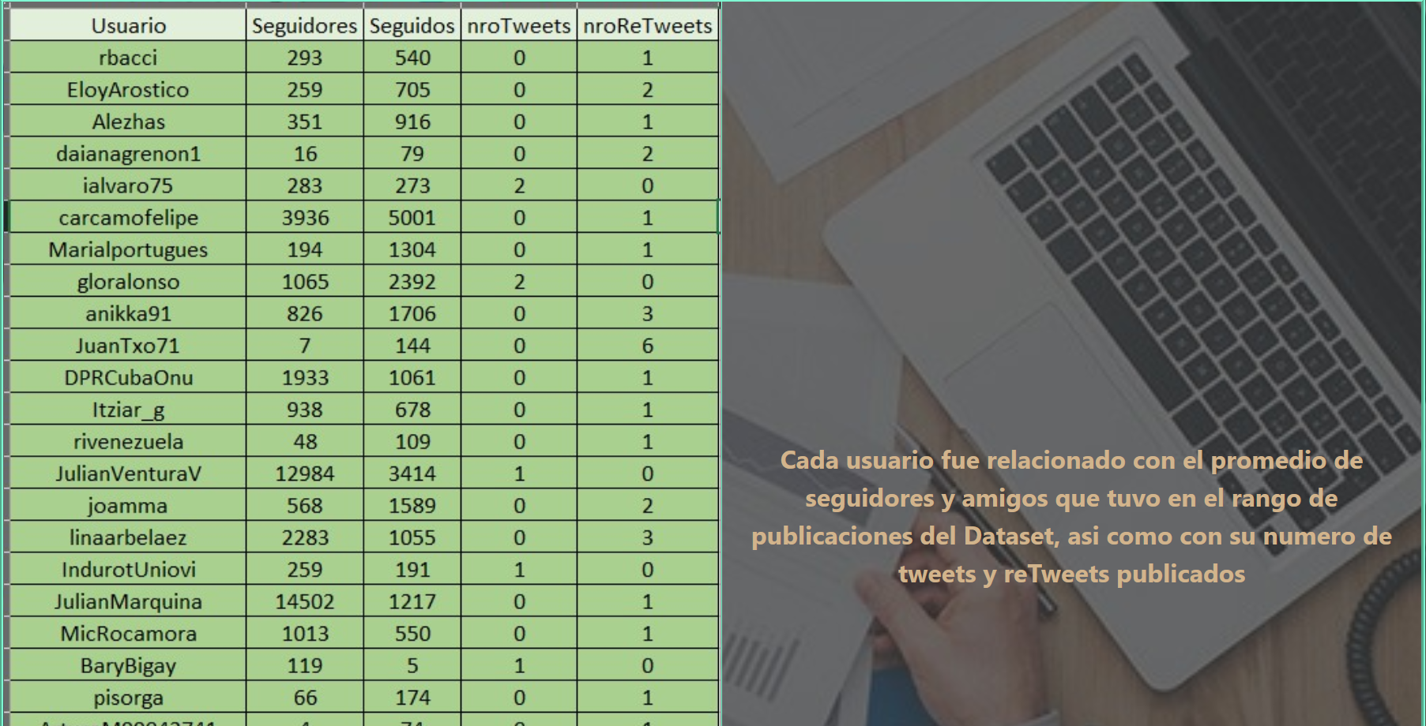 Usuario Seguidores Seguidos nroTweets nroReTweets
rbacci 293 540 0 1
EloyArostico 259 705 0 2
Alezhas 351 916 0 1
daianagrenon1 16 79 0 2
ialvaro75 283 273 2 0
carcamofelipe 3936 5001 0 1
Marialportugues 194 1304 0 1
gloralonso 1065 2392 2 0
anikka91 826 1706 0 3
JuanTxo71 7 144 0 6
DPRCubaOnu 1933 1061 0 1
Itziar_g 938 678 0 1
rivenezuela 48 109 0 1
JulianVenturaV 12984 3414 1 0
joamma 568 1589 0 2
linaarbelaez 2283 1055 0 3
IndurotUniovi 259 191 1 0
JulianMarquina 14502 1217 0 1
MicRocamora 1013 550 0 1
BaryBigay 119 5 1 0
pisorga 66 174 0 1
Cada usuario fue relacionado con el promedio de
seguidores y amigos que tuvo en el rango de
publicaciones del Dataset, asi como con su numero de
tweets y reTweets publicados